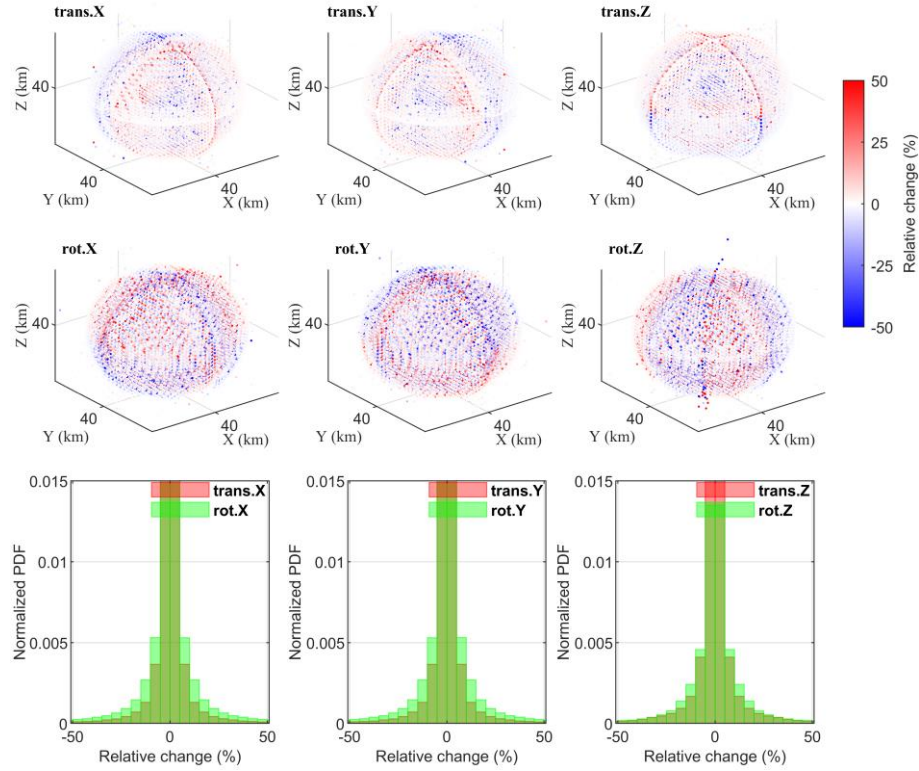 trans.X
trans.Y
trans.Z
Z (km)
40
Y (km)
40
40
X (km)
Z (km)
40
Y (km)
40
40
X (km)
Z (km)
40
Y (km)
40
40
X (km)
50
25
0
-25
-50
Relative change (%)
rot.X
rot.Y
rot.Z
Z (km)
40
Y (km)
40
40
X (km)
Z (km)
40
Y (km)
40
40
X (km)
Z (km)
40
Y (km)
40
40
X (km)
Normalized PDF
0.015
0.01
0.005
0
-50
0
50
Relative change (%)
trans.X
rot.X
Normalized PDF
0.015
0.01
0.005
0
-50
0
50
Relative change (%)
trans.Y
rot.Y
Normalized PDF
0.015
0.01
0.005
0
-50
0
50
Relative change (%)
trans.Z
rot.Z